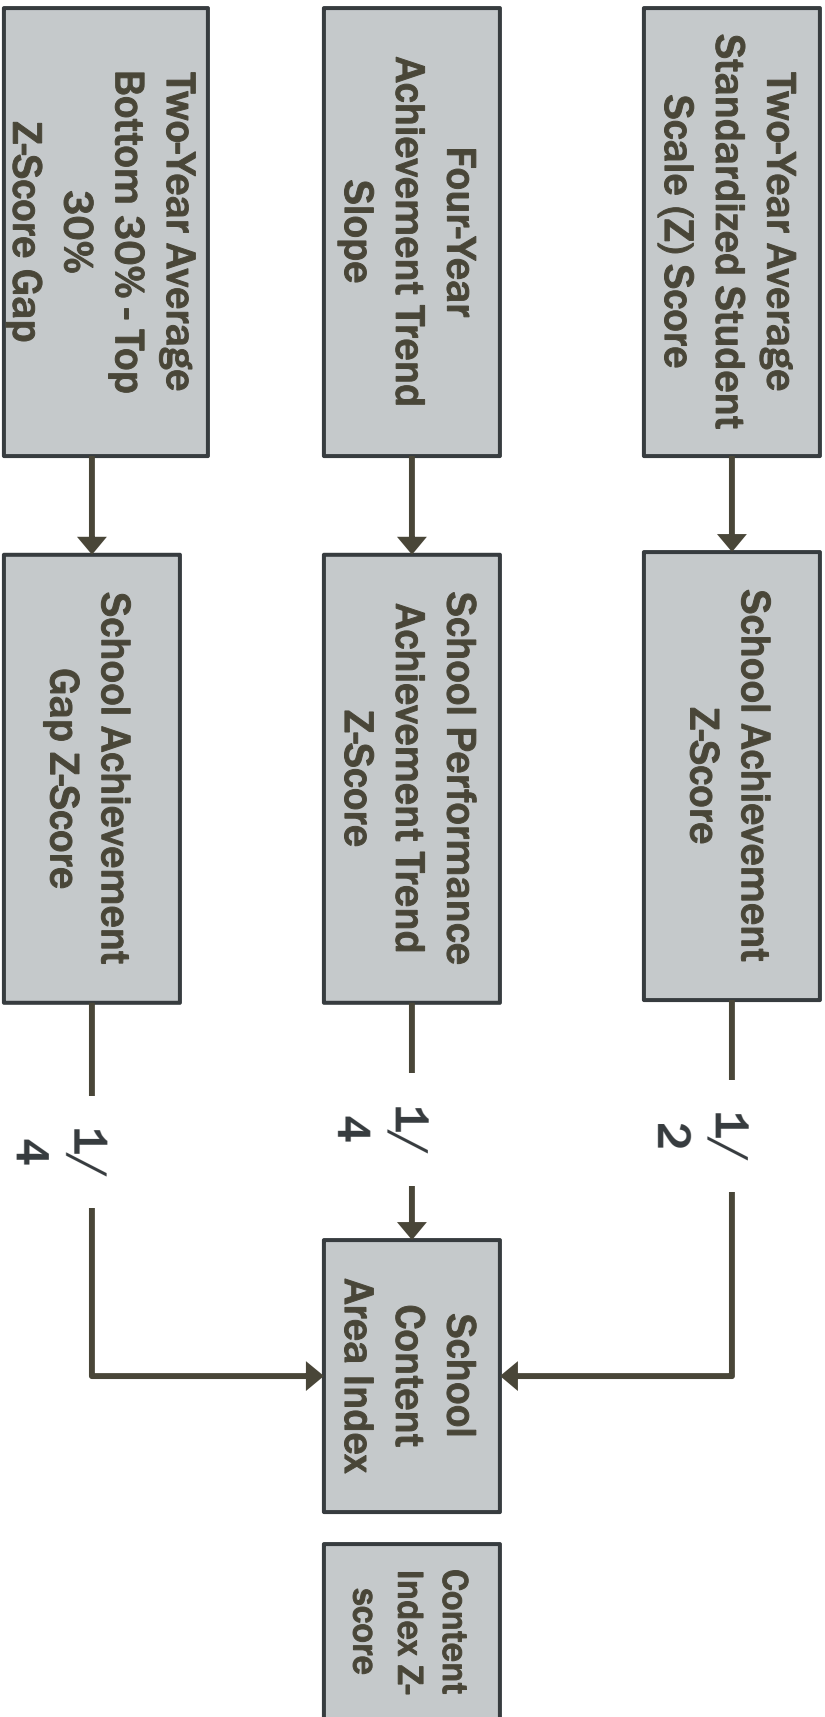 Two-Year Average
Standardized Student
Scale (Z) Score
School Achievement
Z-Score
1/
2
Four-Year
Achievement Trend
Slope
School Performance
Achievement Trend
Z-Score
1/
4
School
Content
Area Index
Content
Index Z-
score
Two-Year Average
Bottom 30% - Top
30%
Z-Score Gap
School Achievement
Gap Z-Score
1/
4